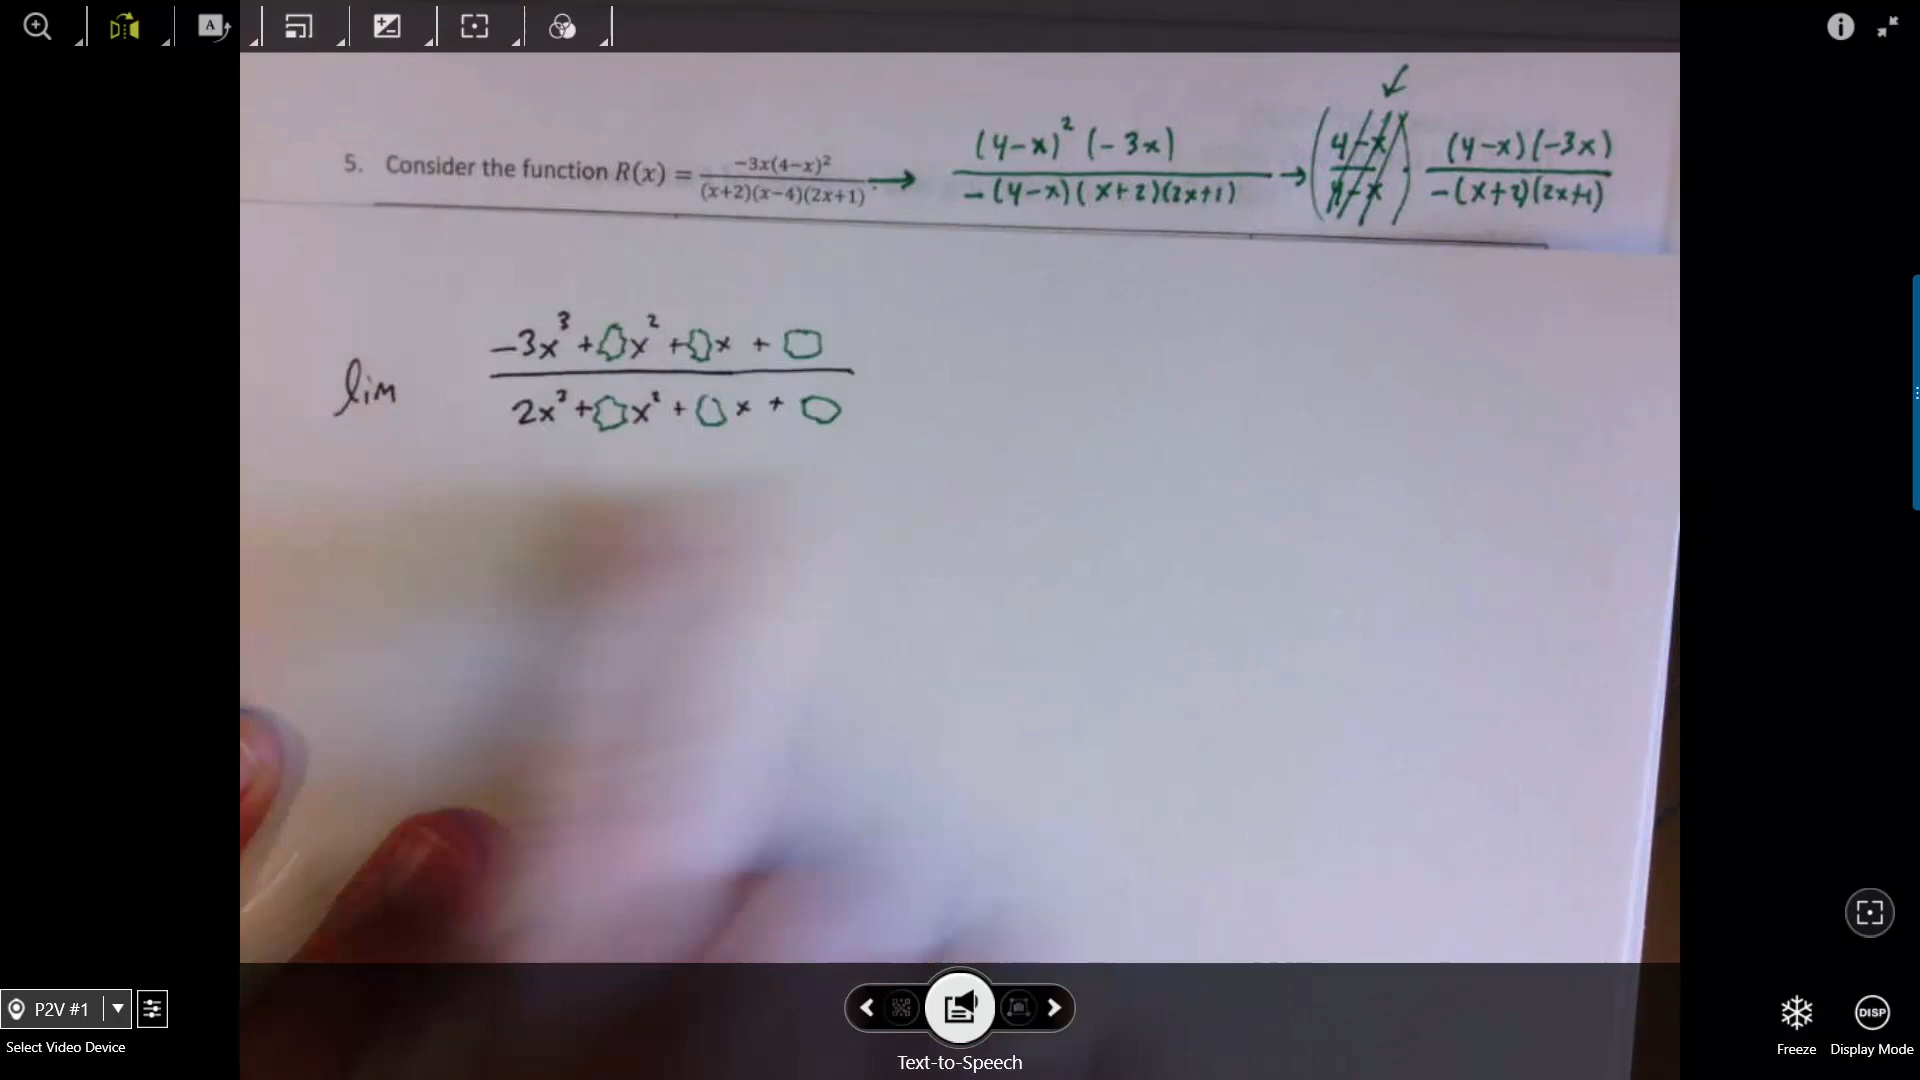 5. Consider the function R(x) = −3x(4−x)² / (x+2)(x−4)(2x+1). → (4-x)² (-3x) / -(4-x)(x+2)(2x+1) → (4-x / 4-x) · (4-x)(-3x) / -(x+2)(2x+1)
lim -3x³ + x² + x + / 2x³ + x² + x +
P2V #1
Select Video Device
Text-to-Speech
Freeze
DISP
Display Mode